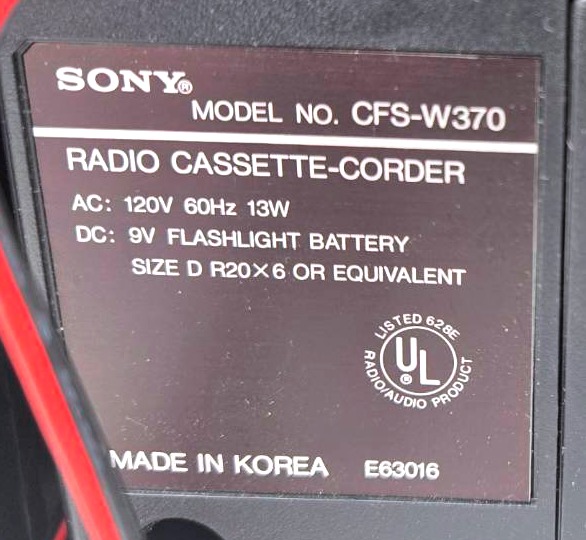 SONY®
MODEL NO. CFS-W370
RADIO CASSETTE-CORDER
AC: 120V 60Hz 13W
DC: 9V FLASHLIGHT BATTERY
SIZE D R20×6 OR EQUIVALENT
LISTED 628E
UL®
RADIO/AUDIO PRODUCT
MADE IN KOREA E63016